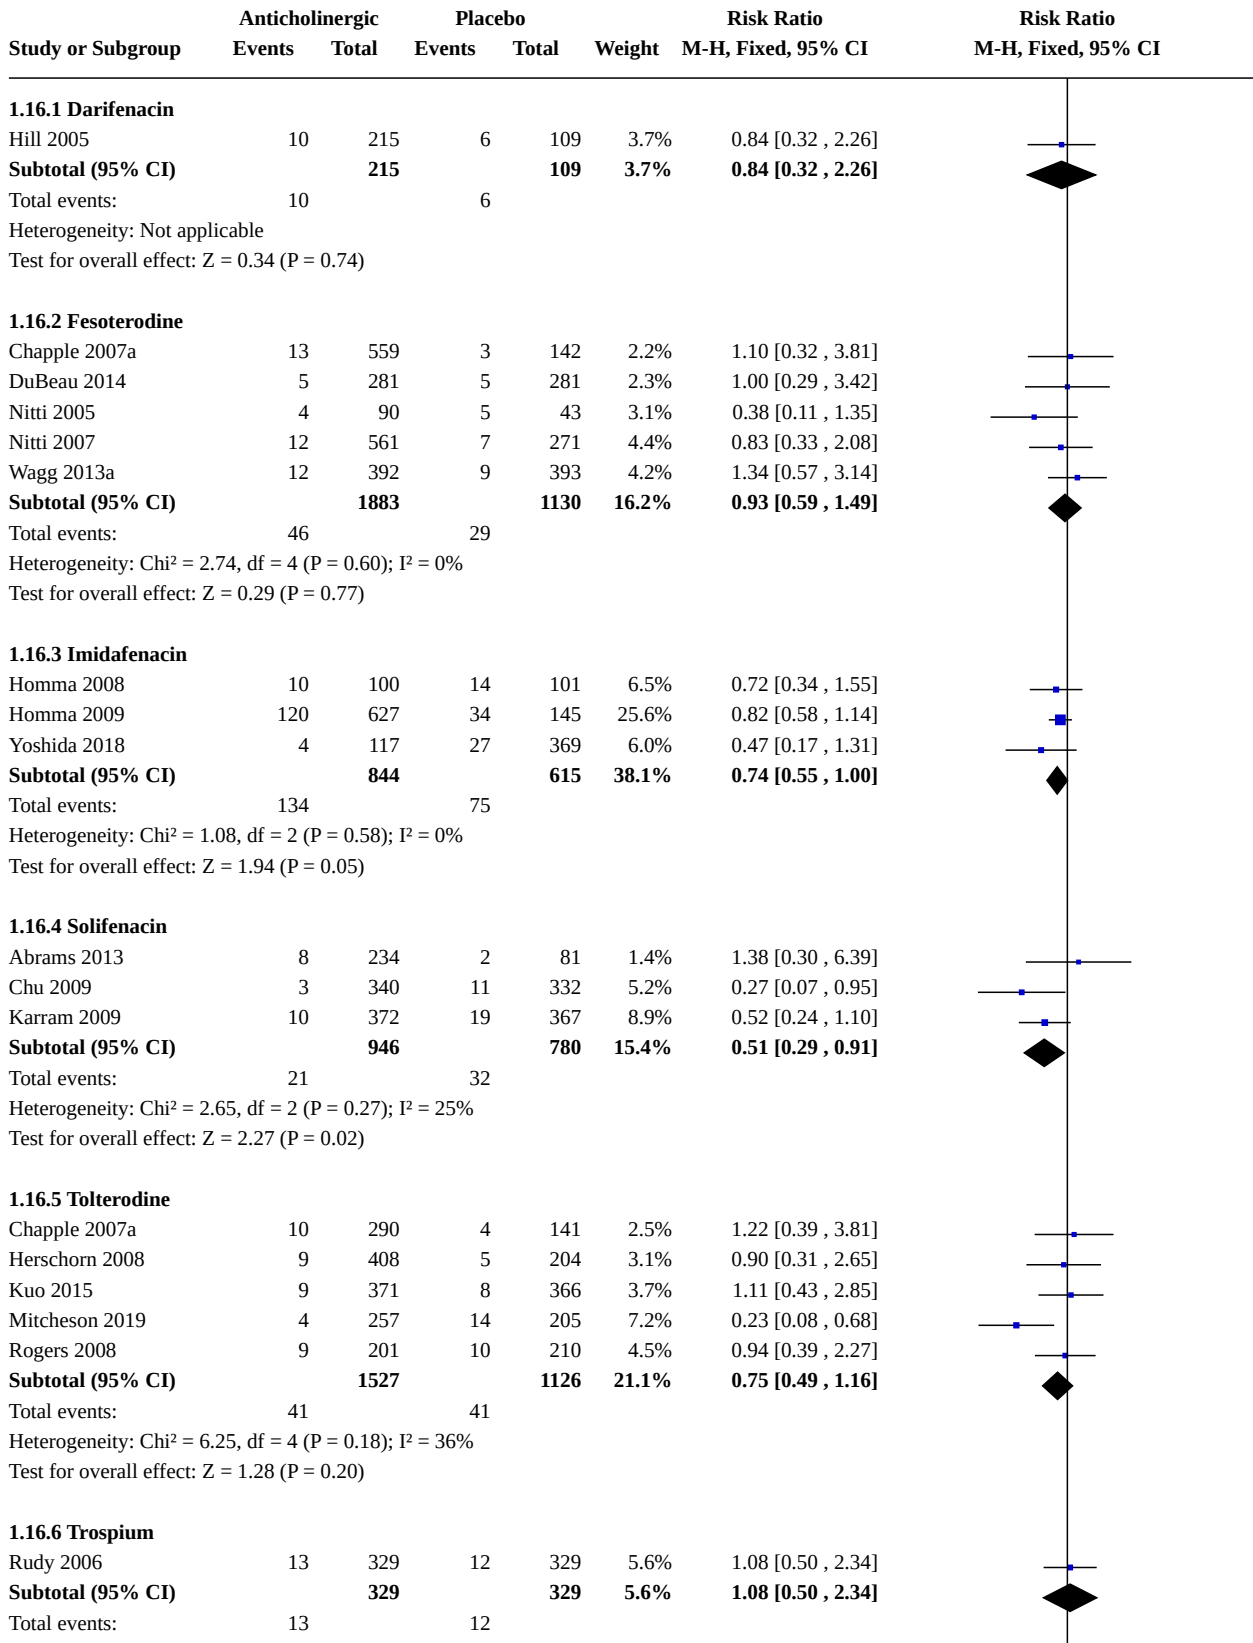 Anticholinergic Placebo Risk Ratio Risk Ratio
Study or Subgroup Events Total Events Total Weight M-H, Fixed, 95% CI M-H, Fixed, 95% CI
1.16.1 Darifenacin
Hill 2005 10 215 6 109 3.7% 0.84 [0.32 , 2.26]
Subtotal (95% CI) 215 109 3.7% 0.84 [0.32 , 2.26]
Total events: 10 6
Heterogeneity: Not applicable
Test for overall effect: Z = 0.34 (P = 0.74)
1.16.2 Fesoterodine
Chapple 2007a 13 559 3 142 2.2% 1.10 [0.32 , 3.81]
DuBeau 2014 5 281 5 281 2.3% 1.00 [0.29 , 3.42]
Nitti 2005 4 90 5 43 3.1% 0.38 [0.11 , 1.35]
Nitti 2007 12 561 7 271 4.4% 0.83 [0.33 , 2.08]
Wagg 2013a 12 392 9 393 4.2% 1.34 [0.57 , 3.14]
Subtotal (95% CI) 1883 1130 16.2% 0.93 [0.59 , 1.49]
Total events: 46 29
Heterogeneity: Chi² = 2.74, df = 4 (P = 0.60); I² = 0%
Test for overall effect: Z = 0.29 (P = 0.77)
1.16.3 Imidafenacin
Homma 2008 10 100 14 101 6.5% 0.72 [0.34 , 1.55]
Homma 2009 120 627 34 145 25.6% 0.82 [0.58 , 1.14]
Yoshida 2018 4 117 27 369 6.0% 0.47 [0.17 , 1.31]
Subtotal (95% CI) 844 615 38.1% 0.74 [0.55 , 1.00]
Total events: 134 75
Heterogeneity: Chi² = 1.08, df = 2 (P = 0.58); I² = 0%
Test for overall effect: Z = 1.94 (P = 0.05)
1.16.4 Solifenacin
Abrams 2013 8 234 2 81 1.4% 1.38 [0.30 , 6.39]
Chu 2009 3 340 11 332 5.2% 0.27 [0.07 , 0.95]
Karram 2009 10 372 19 367 8.9% 0.52 [0.24 , 1.10]
Subtotal (95% CI) 946 780 15.4% 0.51 [0.29 , 0.91]
Total events: 21 32
Heterogeneity: Chi² = 2.65, df = 2 (P = 0.27); I² = 25%
Test for overall effect: Z = 2.27 (P = 0.02)
1.16.5 Tolterodine
Chapple 2007a 10 290 4 141 2.5% 1.22 [0.39 , 3.81]
Herschorn 2008 9 408 5 204 3.1% 0.90 [0.31 , 2.65]
Kuo 2015 9 371 8 366 3.7% 1.11 [0.43 , 2.85]
Mitcheson 2019 4 257 14 205 7.2% 0.23 [0.08 , 0.68]
Rogers 2008 9 201 10 210 4.5% 0.94 [0.39 , 2.27]
Subtotal (95% CI) 1527 1126 21.1% 0.75 [0.49 , 1.16]
Total events: 41 41
Heterogeneity: Chi² = 6.25, df = 4 (P = 0.18); I² = 36%
Test for overall effect: Z = 1.28 (P = 0.20)
1.16.6 Trospium
Rudy 2006 13 329 12 329 5.6% 1.08 [0.50 , 2.34]
Subtotal (95% CI) 329 329 5.6% 1.08 [0.50 , 2.34]
Total events: 13 12